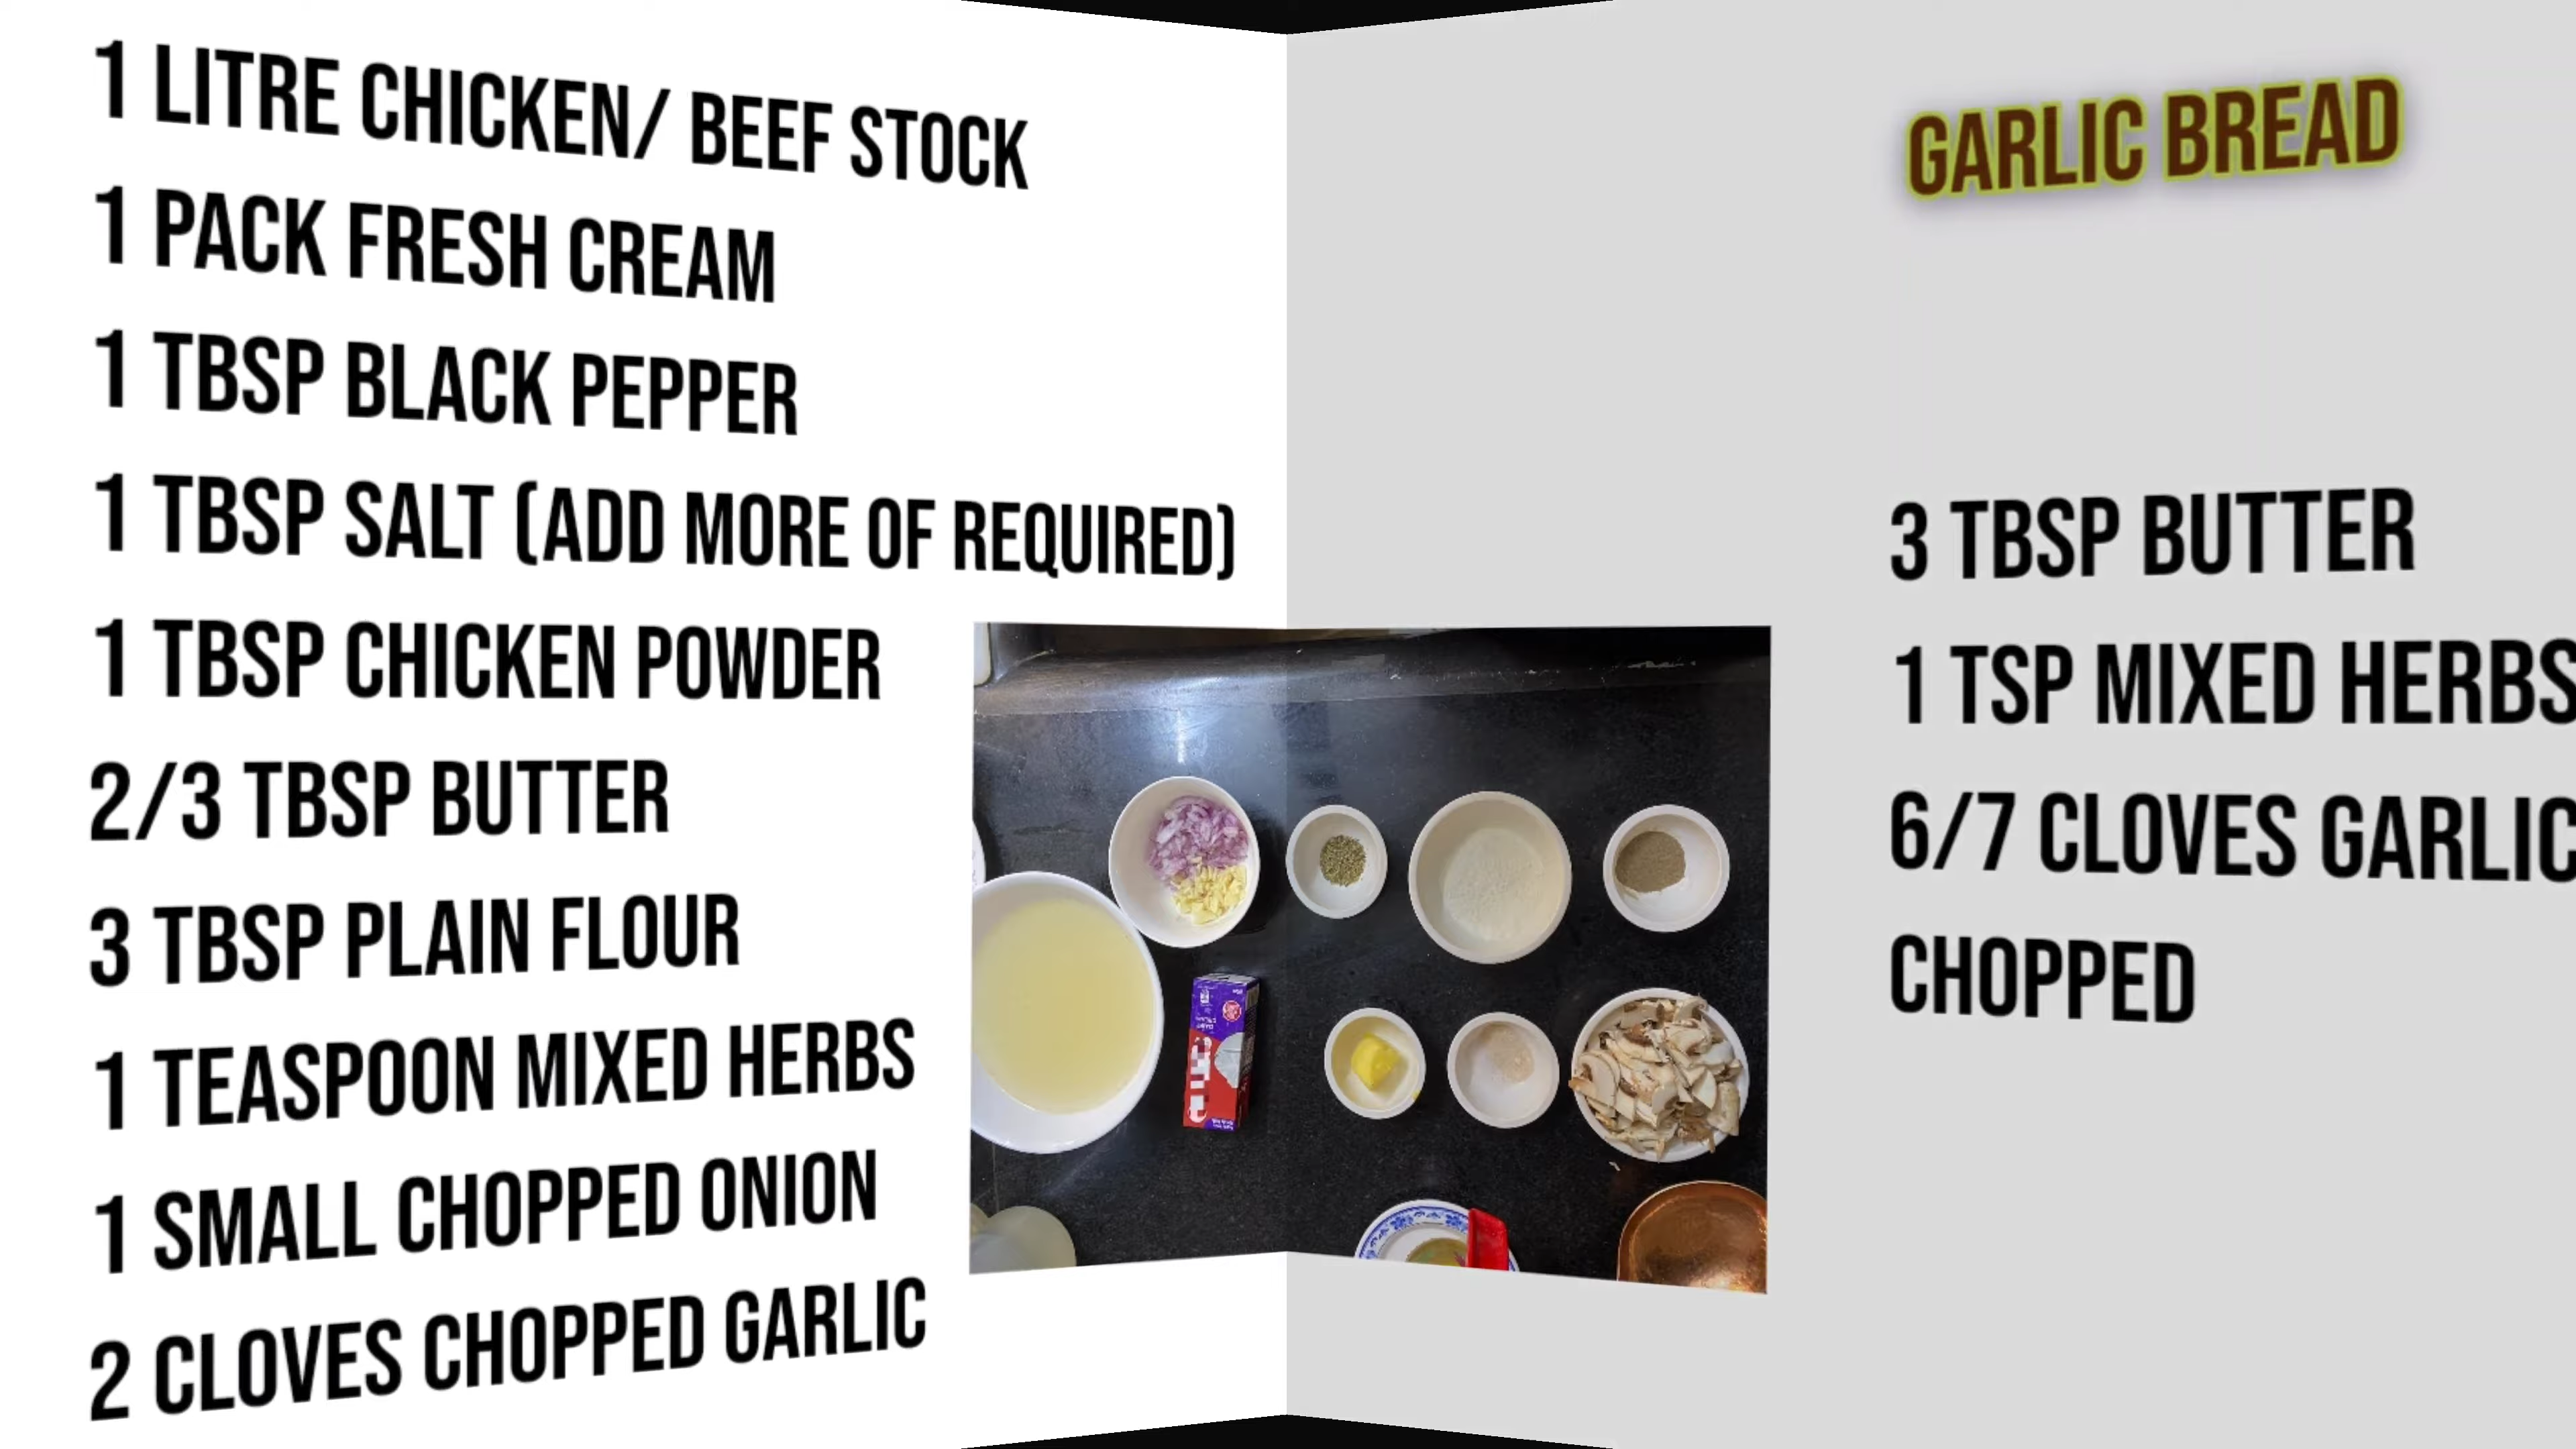 1 LITRE CHICKEN/ BEEF STOCK
1 PACK FRESH CREAM
1 TBSP BLACK PEPPER
1 TBSP SALT (ADD MORE OF REQUIRED)
1 TBSP CHICKEN POWDER
2/3 TBSP BUTTER
3 TBSP PLAIN FLOUR
1 TEASPOON MIXED HERBS
1 SMALL CHOPPED ONION
2 CLOVES CHOPPED GARLIC
GARLIC BREAD
3 TBSP BUTTER
1 TSP MIXED HERBS
6/7 CLOVES GARLIC
CHOPPED